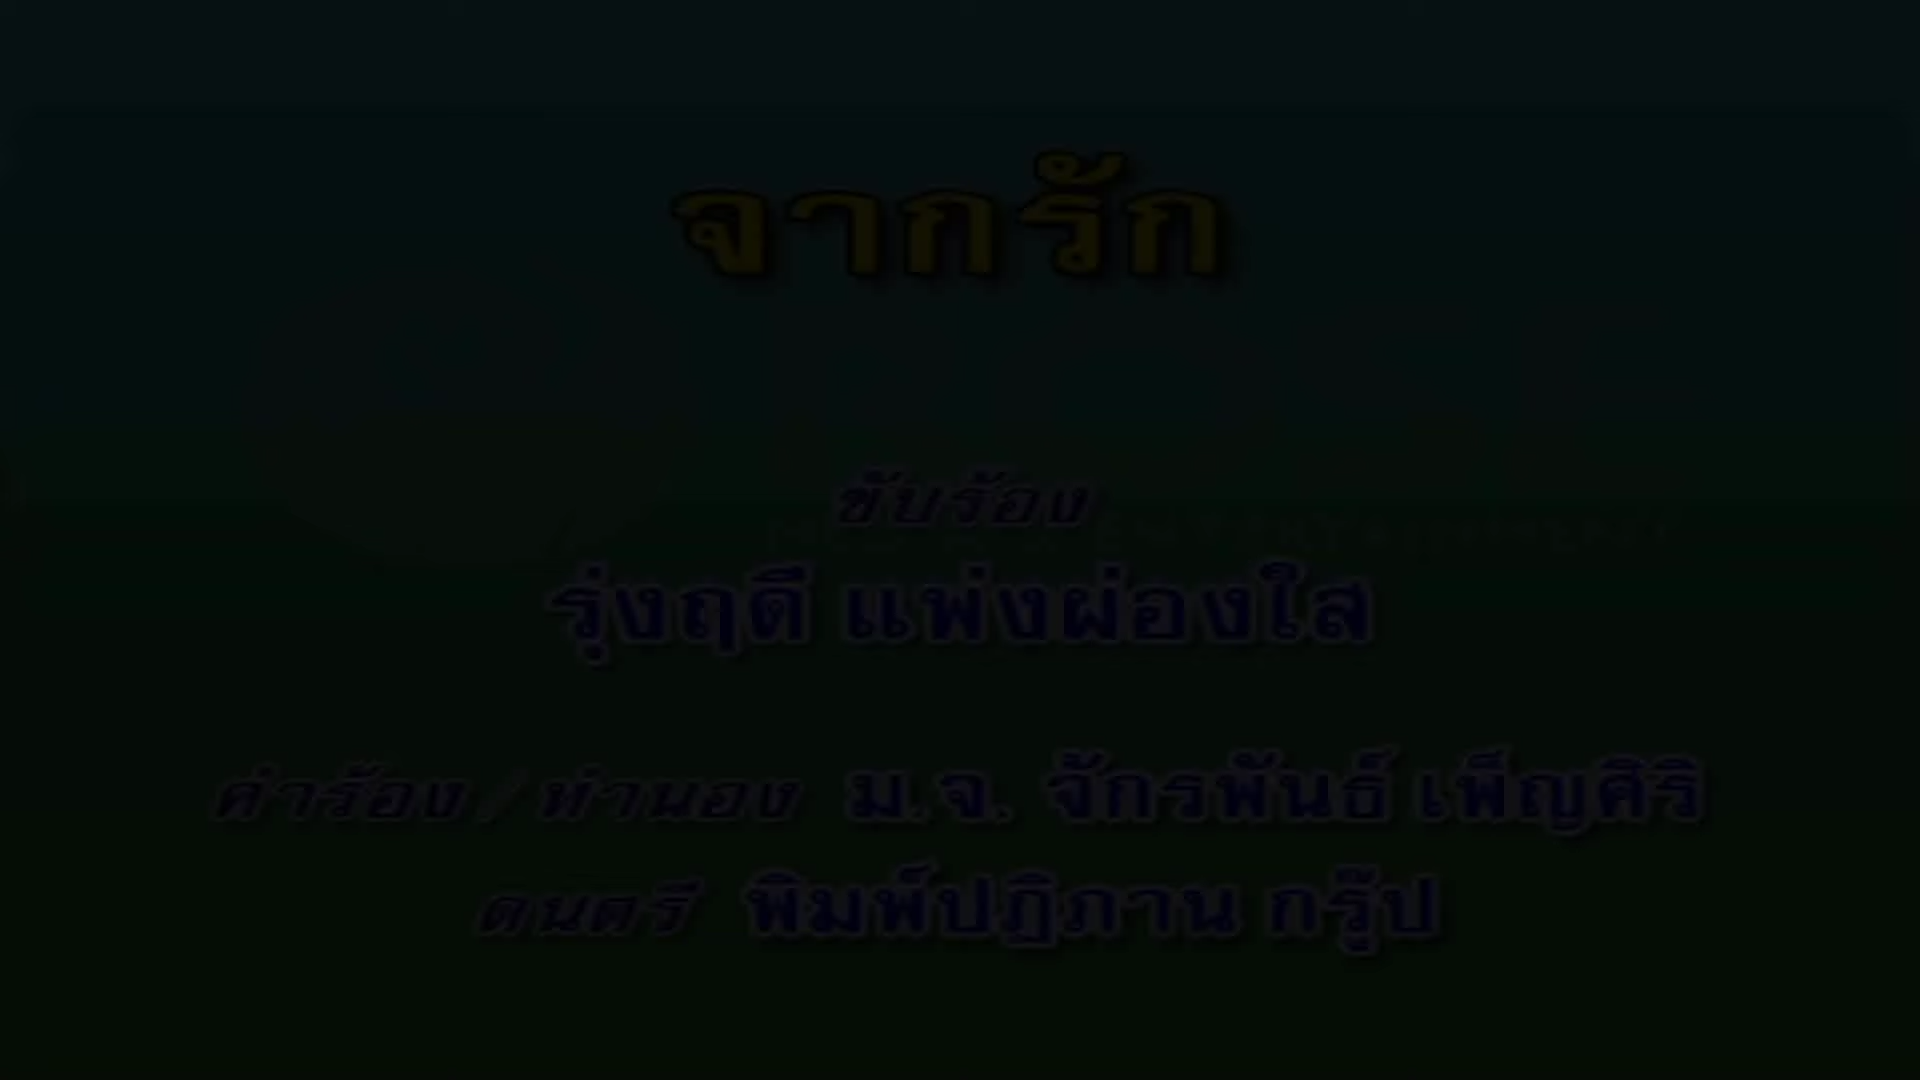 จากรัก
ขับร้อง
รุ่งฤดี แพ่งผ่องใส
คำร้อง / ทำนอง ม.จ. จักรพันธ์ เพ็ญศิริ
ดนตรี พิมพ์ปฏิภาน กรุ๊ป